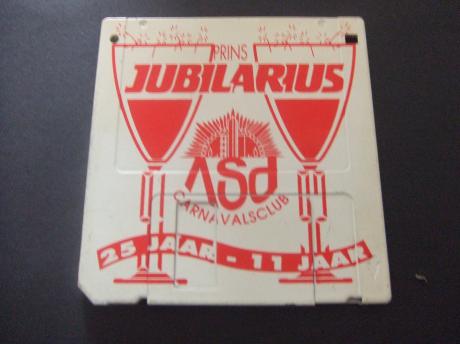 PRINS
JUBILARIUS
ASd
CARNAVALSCLUB
25 JAAR - 11 JAAR